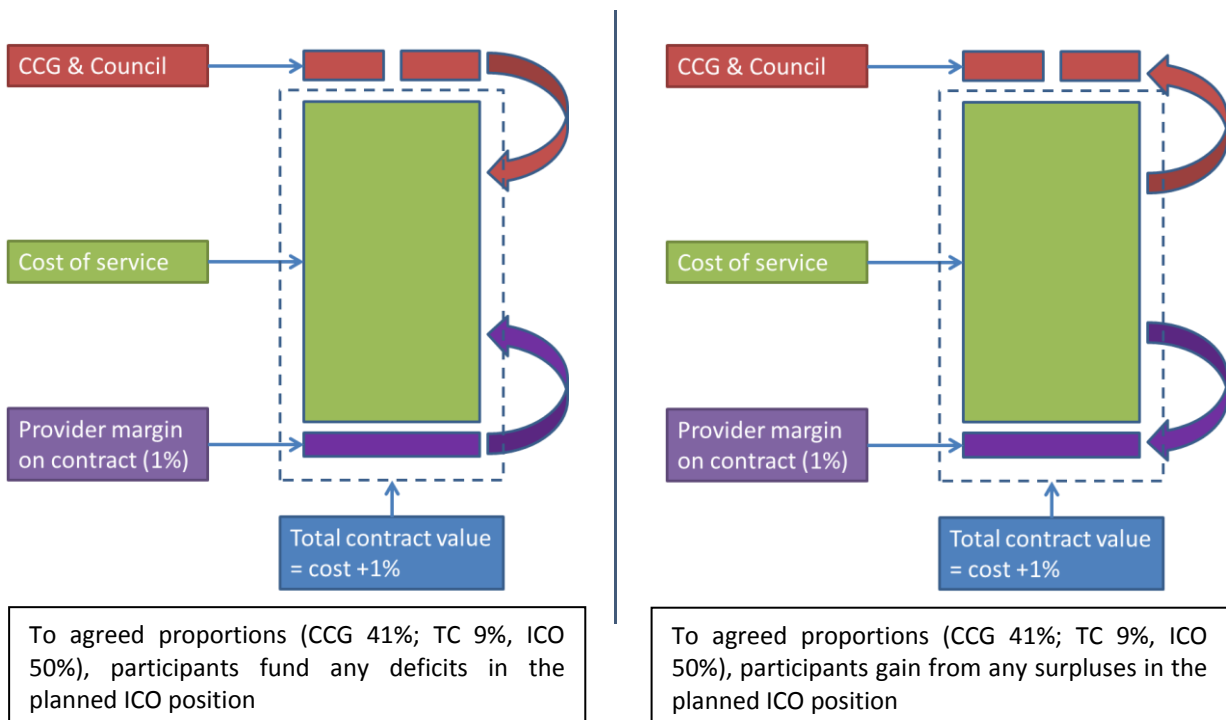 CCG & Council
Cost of service
Provider margin
on contract (1%)
Total contract value
= cost +1%
To agreed proportions (CCG 41%; TC 9%, ICO
50%), participants fund any deficits in the
planned ICO position
CCG & Council
Cost of service
Provider margin
on contract (1%)
Total contract value
= cost +1%
To agreed proportions (CCG 41%; TC 9%, ICO
50%), participants gain from any surpluses in the
planned ICO position